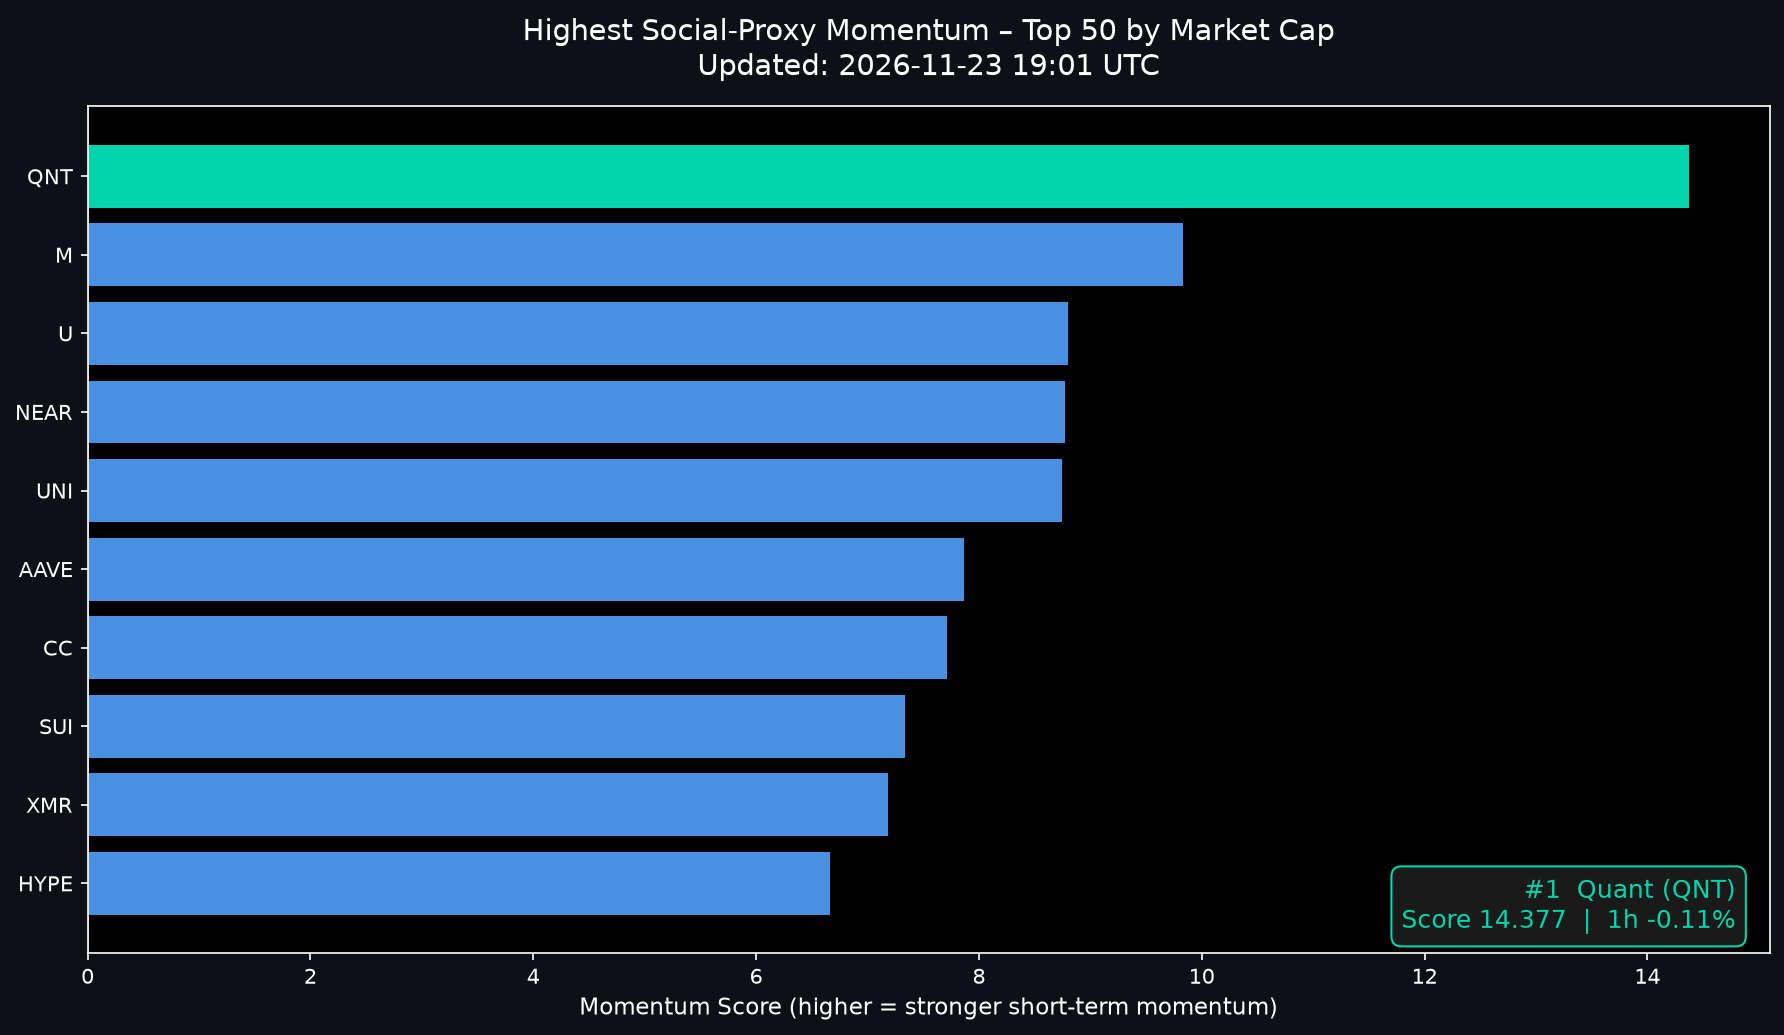 Highest Social-Proxy Momentum – Top 50 by Market Cap
Updated: 2026-11-23 19:01 UTC
QNT
M
U
NEAR
UNI
AAVE
CC
SUI
XMR
HYPE
#1 Quant (QNT)
Score 14.377 | 1h -0.11%
0 2 4 6 8 10 12 14
Momentum Score (higher = stronger short-term momentum)